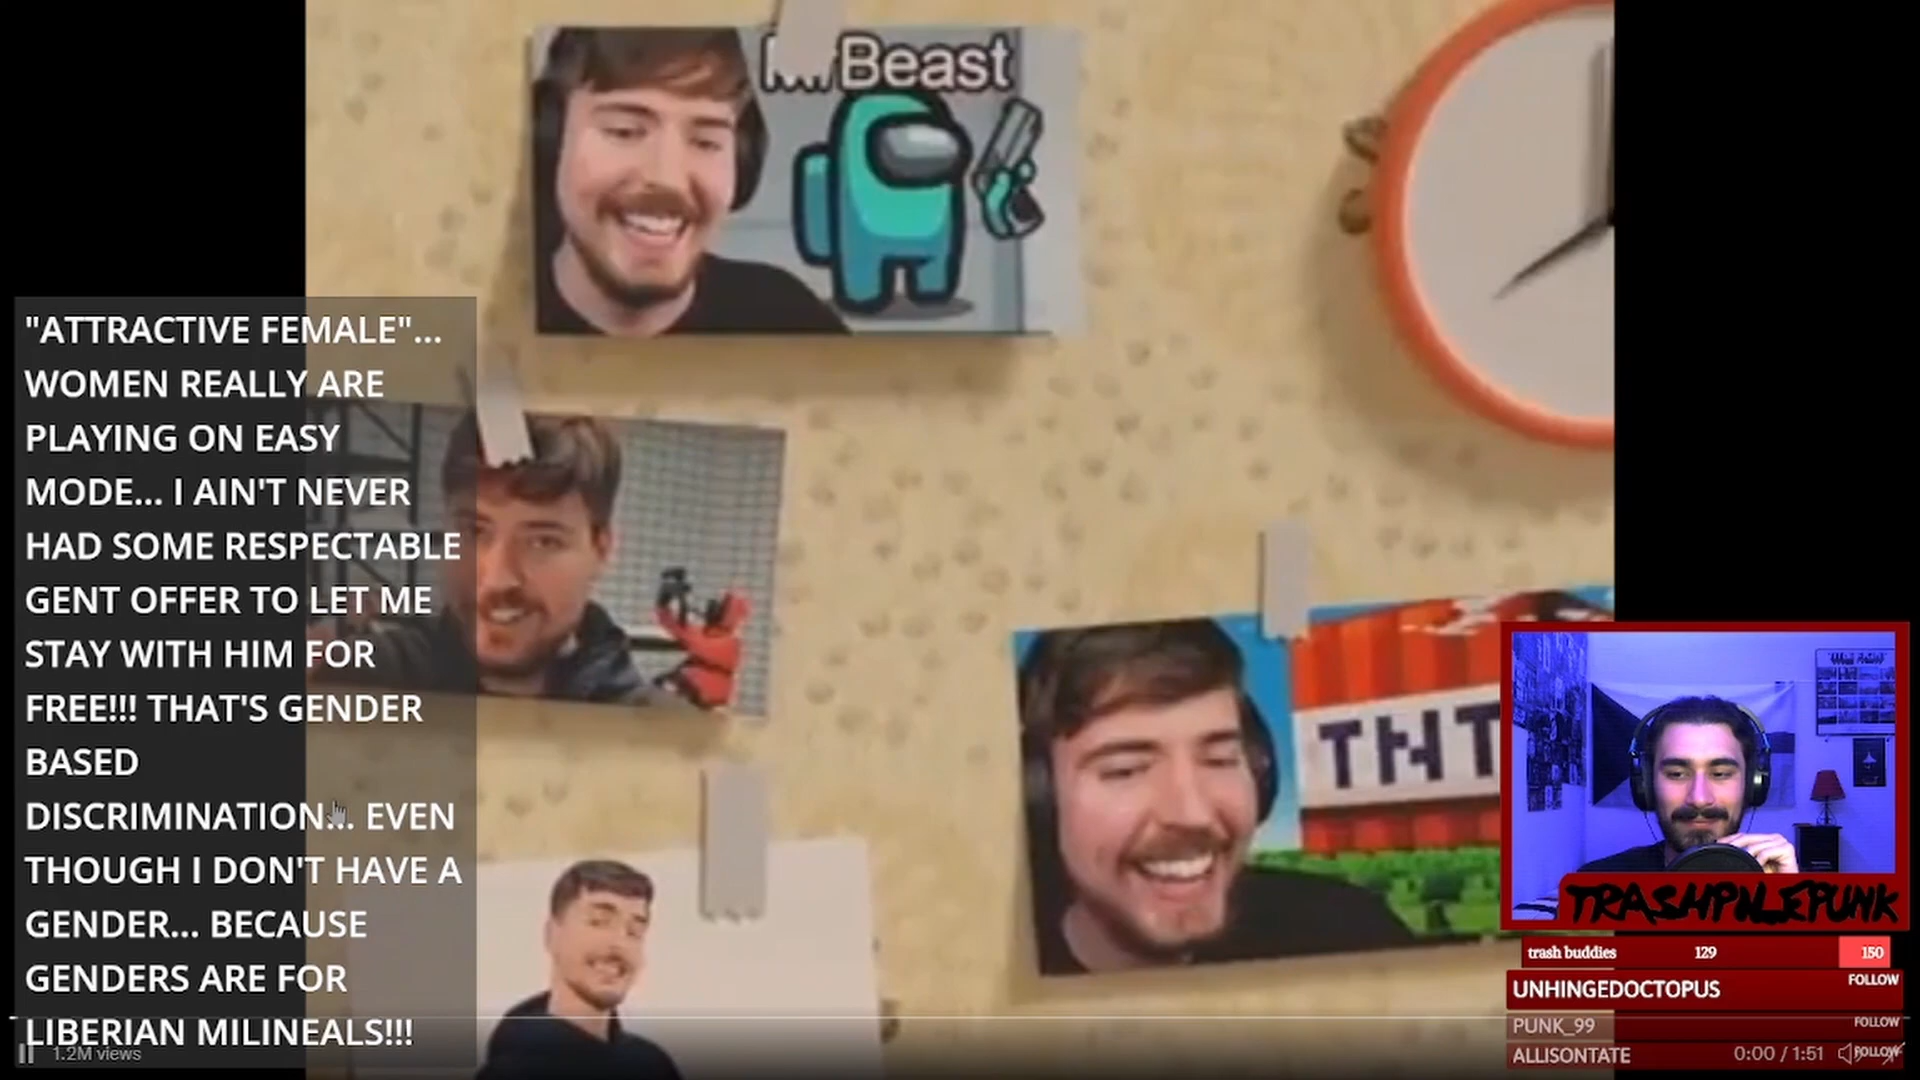 MrBeast
"ATTRACTIVE FEMALE"...
WOMEN REALLY ARE
PLAYING ON EASY
MODE... I AIN'T NEVER
HAD SOME RESPECTABLE
GENT OFFER TO LET ME
STAY WITH HIM FOR
FREE!!! THAT'S GENDER
BASED
DISCRIMINATION... EVEN
THOUGH I DON'T HAVE A
GENDER... BECAUSE
GENDERS ARE FOR
LIBERIAN MILINEALS!!!
1.2M views
TNT
TRASHPILEPUNK
trash buddies 129 150
UNHINGEDOCTOPUS FOLLOW
PUNK_99 FOLLOW
ALLISONTATE FOLLOW
0:00 / 1:51